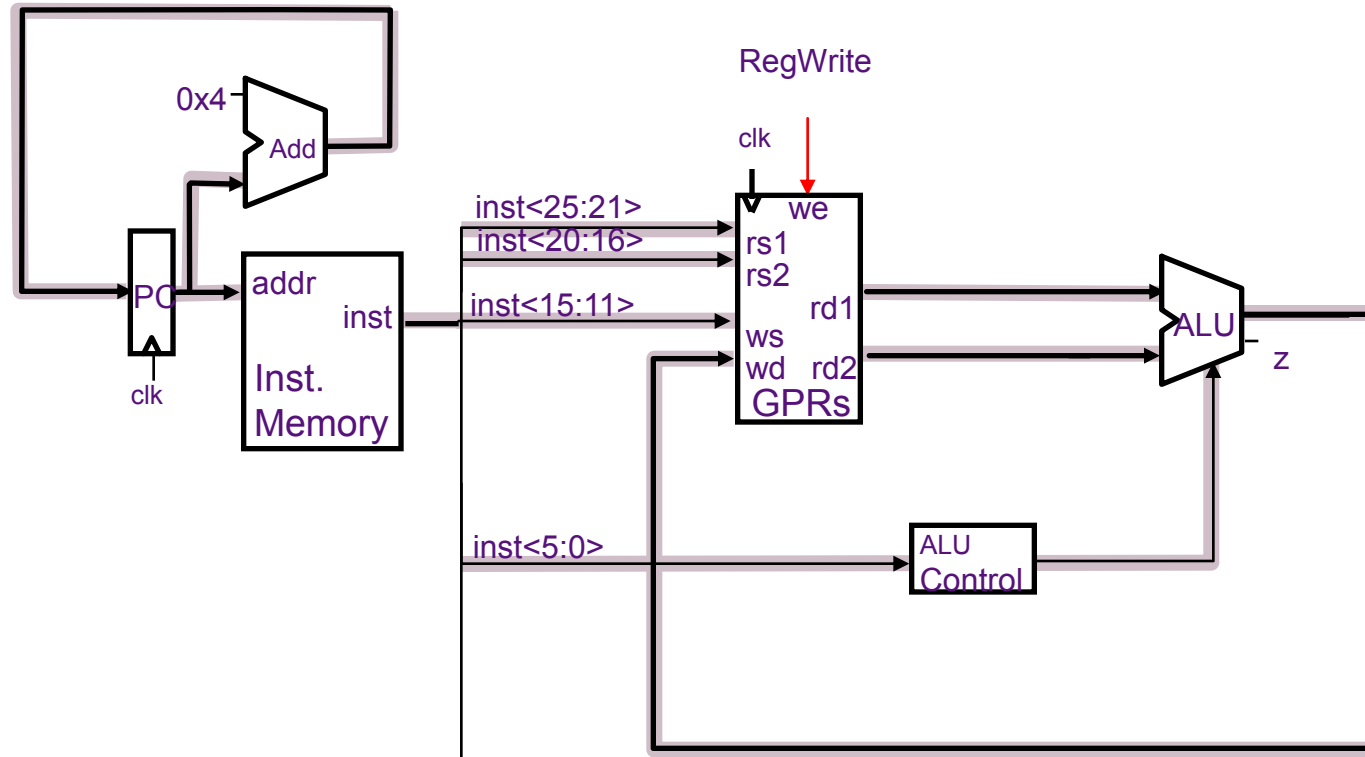 RegWrite
0x4
Add
clk
inst<25:21>
we
inst<20:16>
rs1
rs2
PC
addr
inst
inst<15:11>
rd1
ALU
ws
wd
rd2
z
clk
Inst.
Memory
GPRs
inst<5:0>
ALU
Control